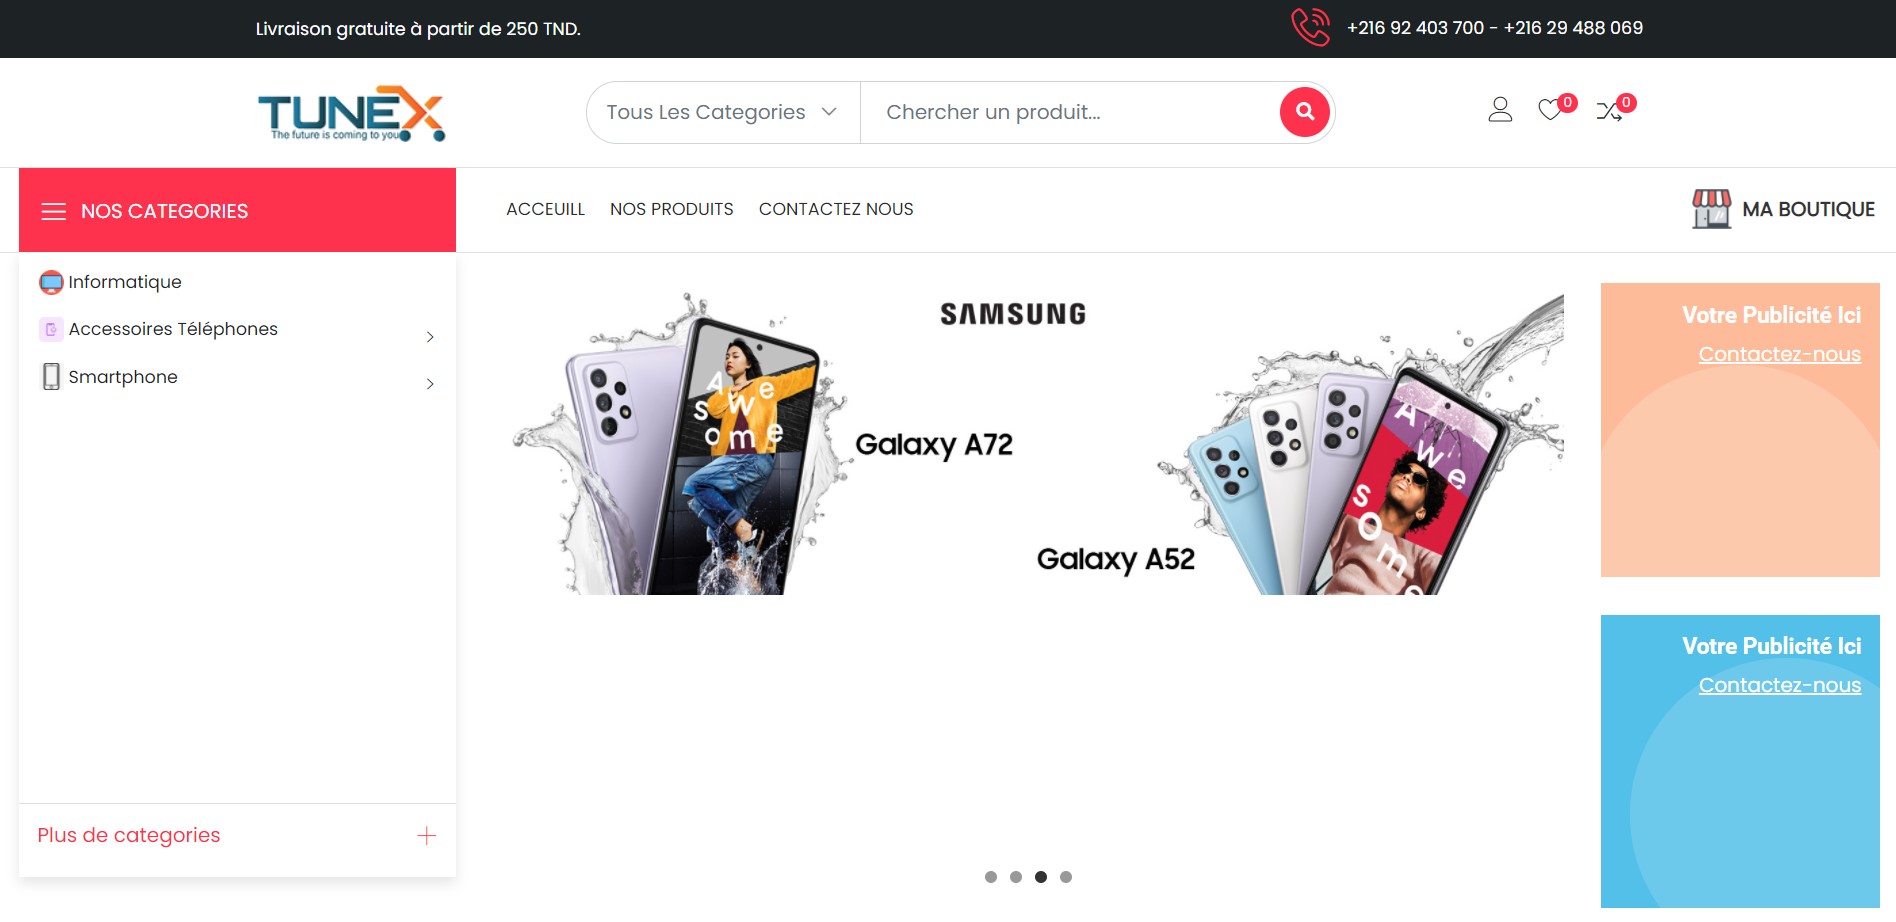 Livraison gratuite à partir de 250 TND.
+216 92 403 700 - +216 29 488 069
TUNEX
The future is coming to you
Tous Les Categories
Chercher un produit...
0
0
NOS CATEGORIES
ACCEUILL
NOS PRODUITS
CONTACTEZ NOUS
MA BOUTIQUE
Informatique
Accessoires Téléphones
Smartphone
Plus de categories
SAMSUNG
Awesome
Galaxy A72
Galaxy A52
Awesome
Votre Publicité Ici
Contactez-nous
Votre Publicité Ici
Contactez-nous